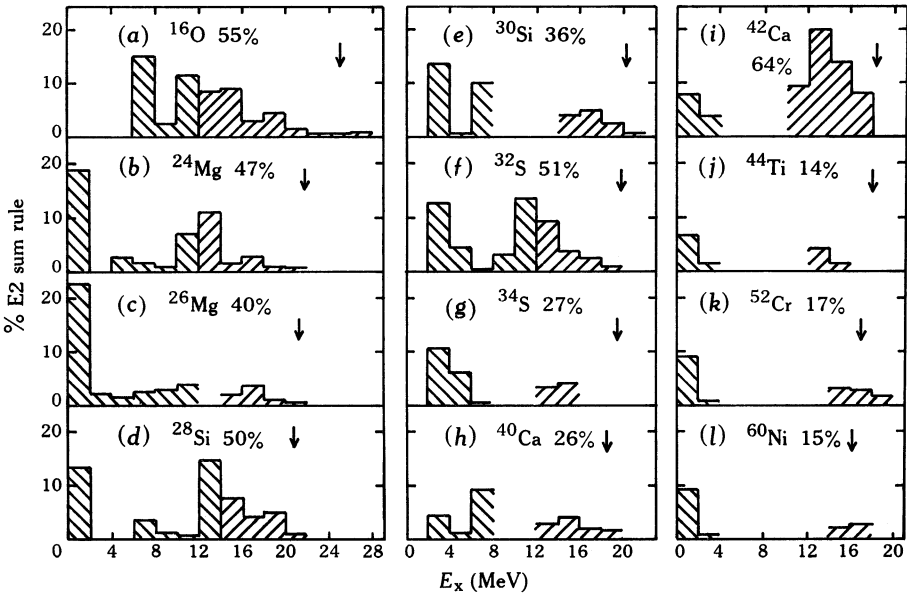 % E2 sum rule
20
10
0
(a) ¹⁶O 55%
20
10
0
(b) ²⁴Mg 47%
20
10
0
(c) ²⁶Mg 40%
20
10
(d) ²⁸Si 50%
0 4 8 12 16 20 24 28
(e) ³⁰Si 36%
(f) ³²S 51%
(g) ³⁴S 27%
(h) ⁴⁰Ca 26%
0 4 8 12 16 20
(i) ⁴²Ca
64%
(j) ⁴⁴Ti 14%
(k) ⁵²Cr 17%
(l) ⁶⁰Ni 15%
0 4 8 12 16 20
Eₓ (MeV)